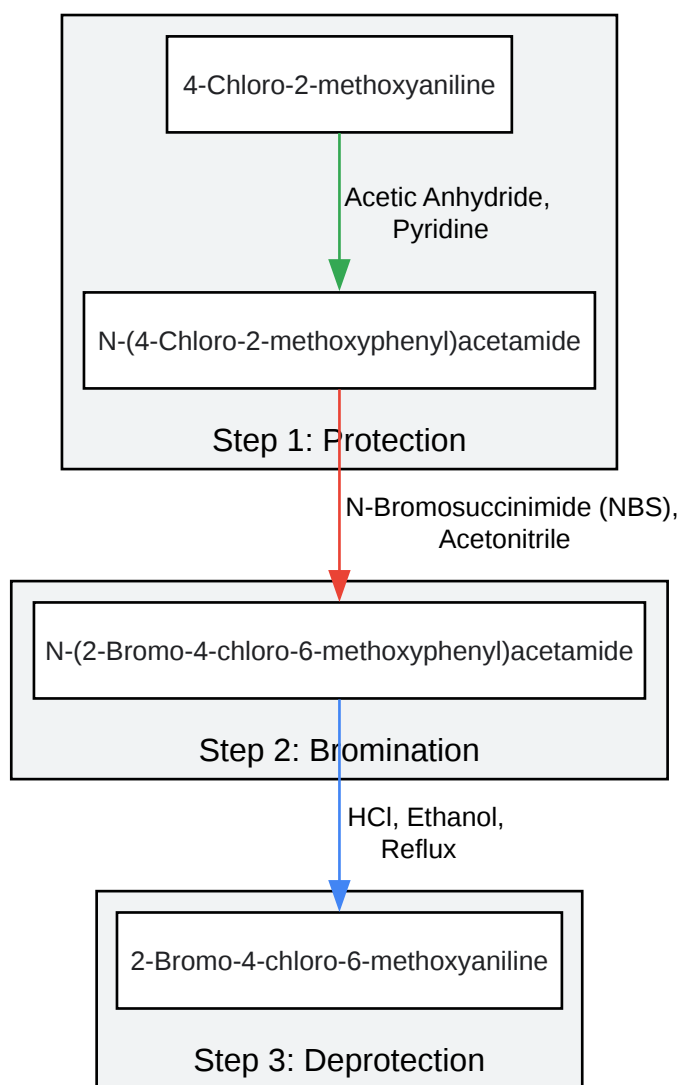 4-Chloro-2-methoxyaniline
Acetic Anhydride,
Pyridine
N-(4-Chloro-2-methoxyphenyl)acetamide
Step 1: Protection
N-Bromosuccinimide (NBS),
Acetonitrile
N-(2-Bromo-4-chloro-6-methoxyphenyl)acetamide
Step 2: Bromination
HCl, Ethanol,
Reflux
2-Bromo-4-chloro-6-methoxyaniline
Step 3: Deprotection